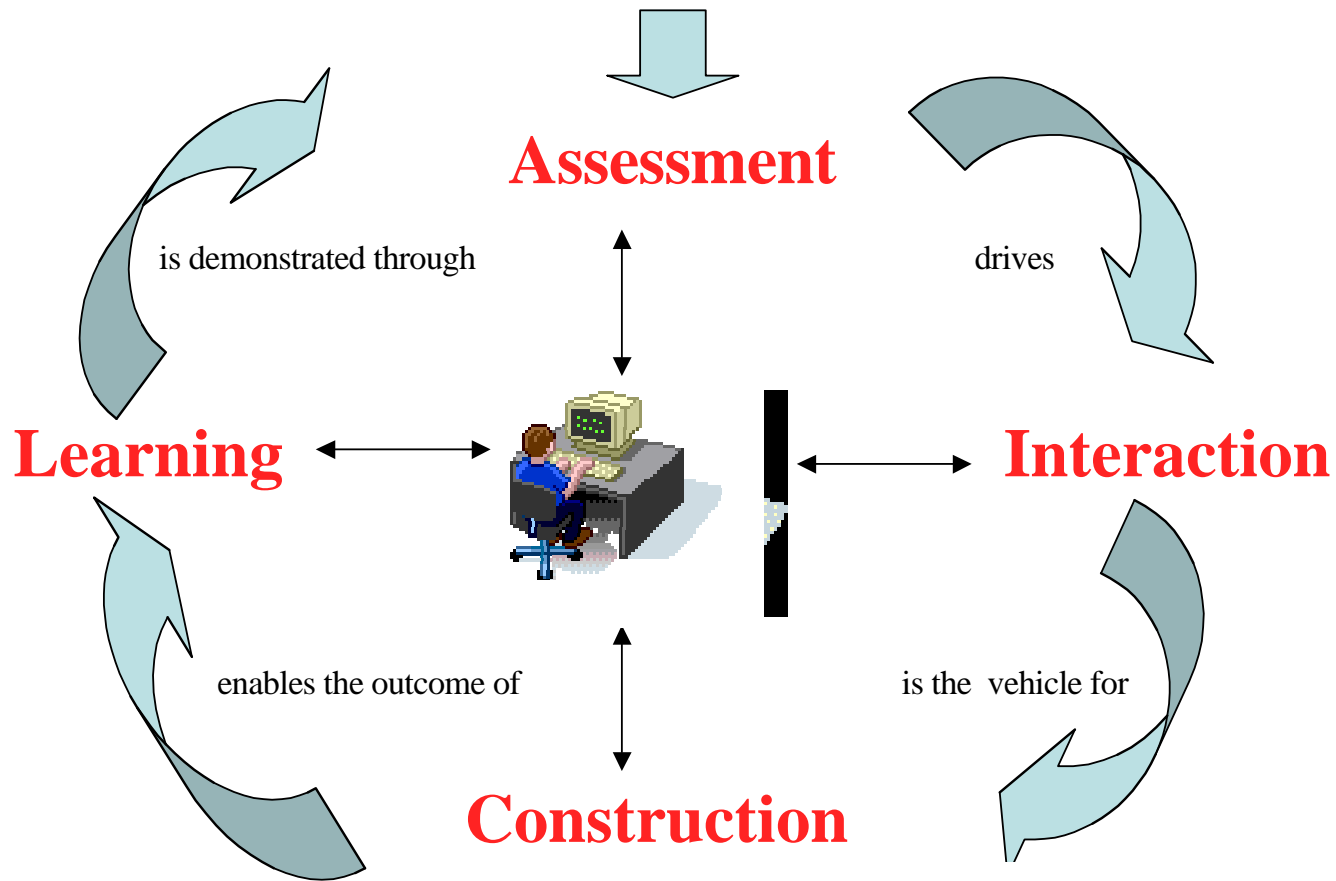 Assessment
is demonstrated through
drives
Learning
Interaction
enables the outcome of
is the vehicle for
Construction